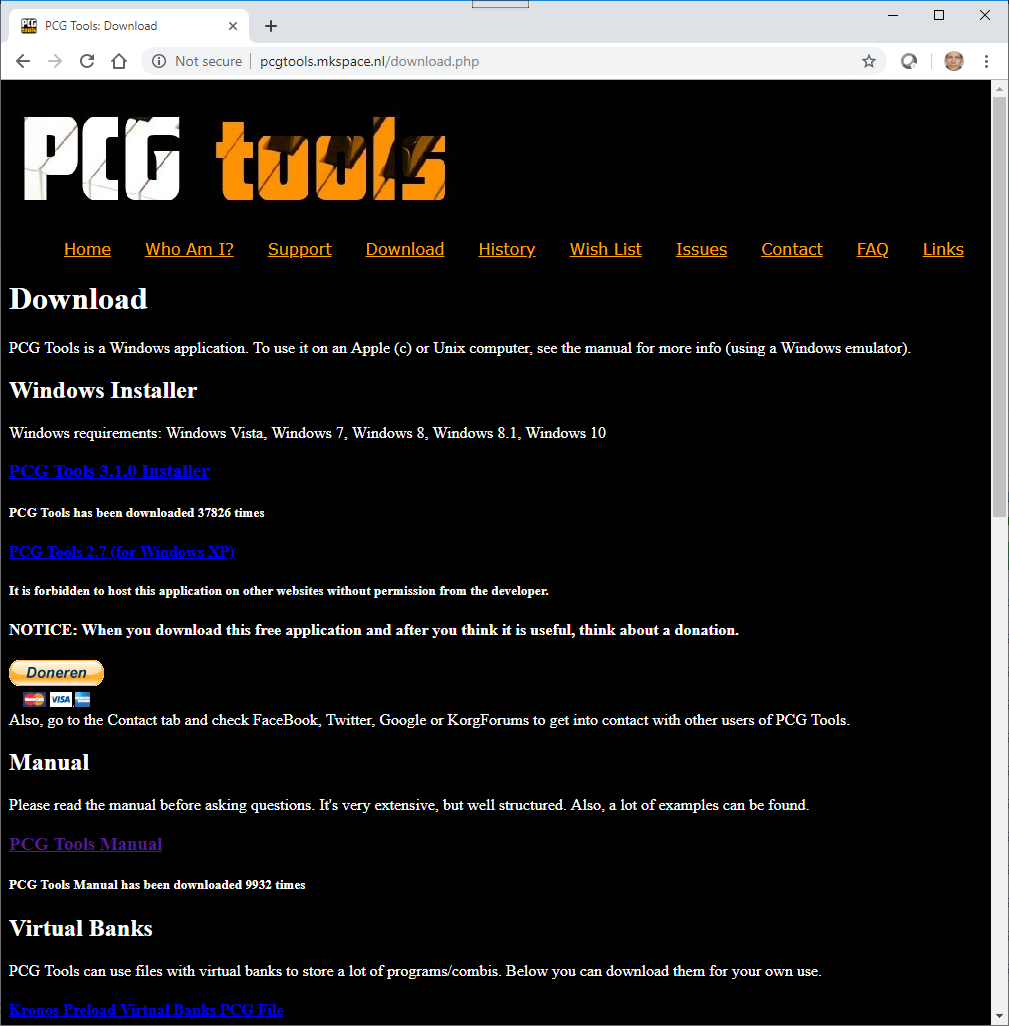 PCG Tools: Download
Not secure | pcgtools.mkspace.nl/download.php
PCG tools
Home Who Am I? Support Download History Wish List Issues Contact FAQ Links
Download
PCG Tools is a Windows application. To use it on an Apple (c) or Unix computer, see the manual for more info (using a Windows emulator).
Windows Installer
Windows requirements: Windows Vista, Windows 7, Windows 8, Windows 8.1, Windows 10
PCG Tools 3.1.0 Installer
PCG Tools has been downloaded 37826 times
PCG Tools 2.7 (for Windows XP)
It is forbidden to host this application on other websites without permission from the developer.
NOTICE: When you download this free application and after you think it is useful, think about a donation.
Doneren
VISA
Also, go to the Contact tab and check FaceBook, Twitter, Google or KorgForums to get into contact with other users of PCG Tools.
Manual
Please read the manual before asking questions. It's very extensive, but well structured. Also, a lot of examples can be found.
PCG Tools Manual
PCG Tools Manual has been downloaded 9932 times
Virtual Banks
PCG Tools can use files with virtual banks to store a lot of programs/combis. Below you can download them for your own use.
Kronos Preload Virtual Banks PCG File